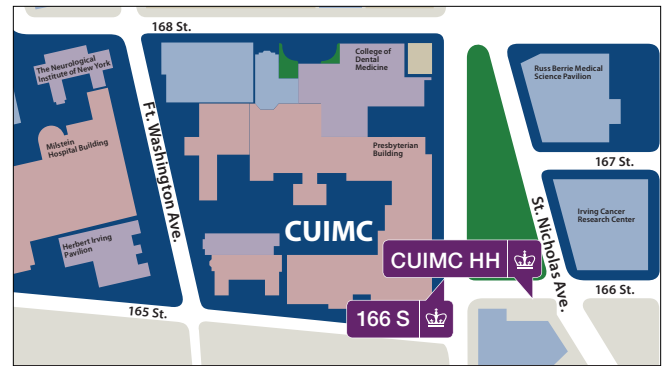 168 St.
The Neurological
Institute of New York
College of
Dental
Medicine
Russ Berrie Medical
Science Pavilion
Ft. Washington Ave.
Milstein
Hospital Building
Presbyterian
Building
167 St.
St. Nicholas Ave.
Irving Cancer
Research Center
Herbert Irving
Pavilion
CUIMC
CUIMC HH
166 St.
165 St.
166 S